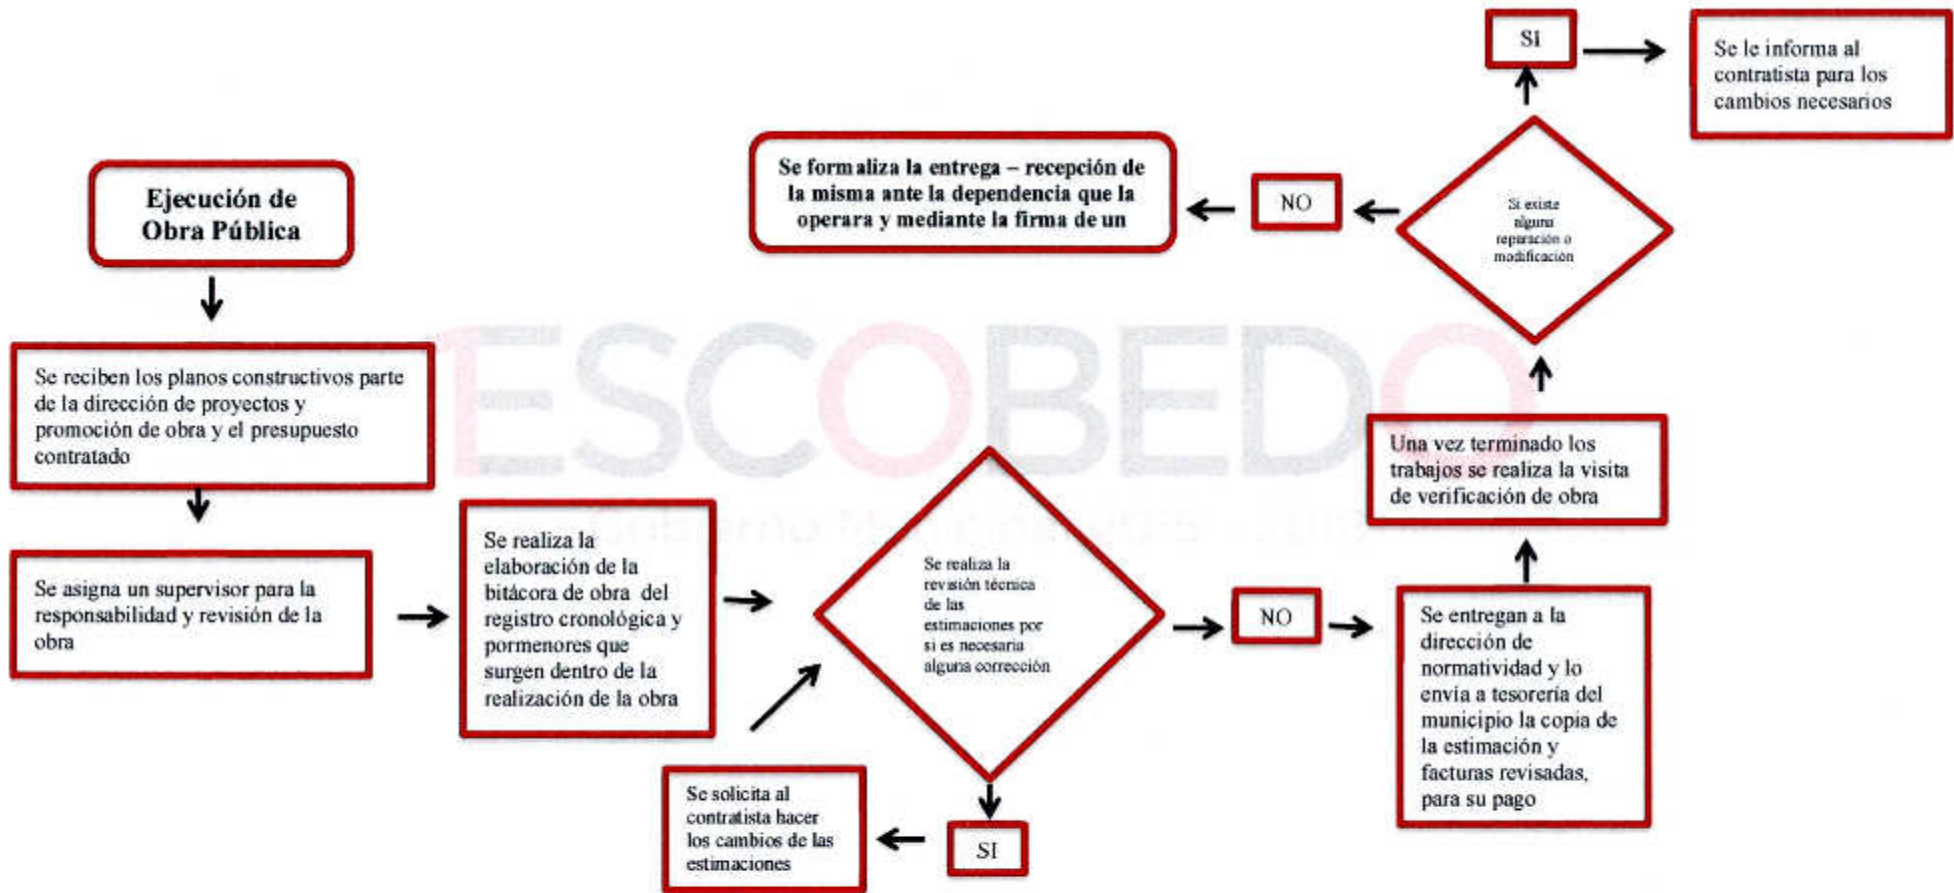 Ejecución de
Obra Pública
Se reciben los planos constructivos parte
de la dirección de proyectos y
promoción de obra y el presupuesto
contratado
Se asigna un supervisor para la
responsabilidad y revisión de la
obra
Se realiza la
elaboración de la
bitácora de obra del
registro cronológica y
pormenores que
surgen dentro de la
realización de la obra
Se realiza la
revisión técnica
de las
estimaciones por
si es necesaria
alguna corrección
SI
Se solicita al
contratista hacer
los cambios de las
estimaciones
NO
Se entregan a la
dirección de
normatividad y lo
envía a tesorería del
municipio la copia de
la estimación y
facturas revisadas,
para su pago
Una vez terminado los
trabajos se realiza la visita
de verificación de obra
Si existe
alguna
reparación o
modificación
SI
Se le informa al
contratista para los
cambios necesarios
NO
Se formaliza la entrega – recepción de
la misma ante la dependencia que la
operara y mediante la firma de un
ESCOBEDO
Gobierno